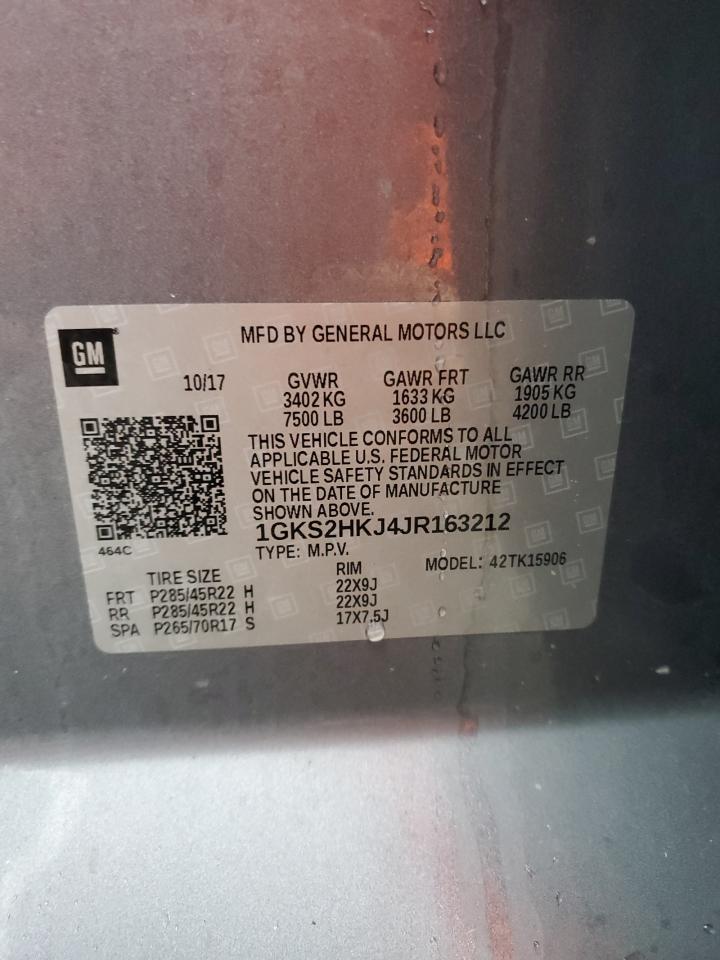 GM
MFD BY GENERAL MOTORS LLC
10/17 GVWR GAWR FRT GAWR RR
3402 KG 1633 KG 1905 KG
7500 LB 3600 LB 4200 LB
THIS VEHICLE CONFORMS TO ALL
APPLICABLE U.S. FEDERAL MOTOR
VEHICLE SAFETY STANDARDS IN EFFECT
ON THE DATE OF MANUFACTURE
SHOWN ABOVE.
1GKS2HKJ4JR163212
464C
TYPE: M.P.V. MODEL: 42TK15906
TIRE SIZE RIM
FRT P285/45R22 H 22X9J
RR P285/45R22 H 22X9J
SPA P265/70R17 S 17X7.5J